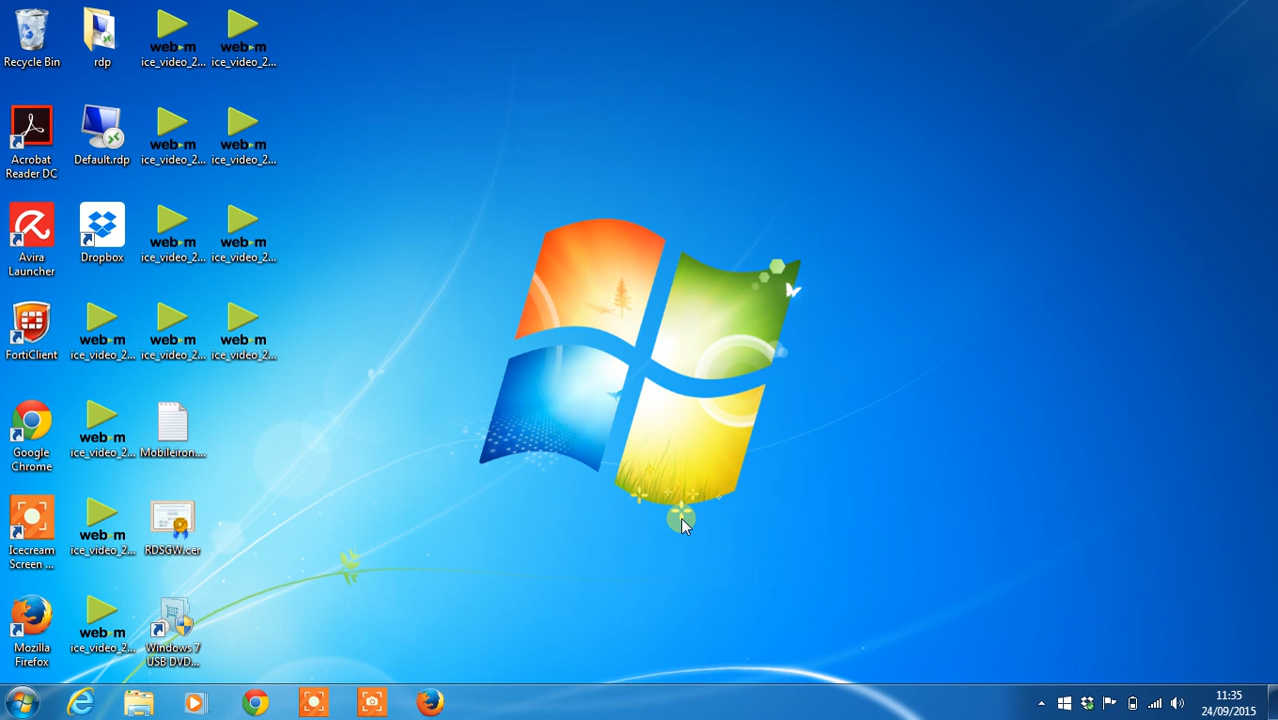 Recycle Bin
rdp
web-m
ice_video_2...
web-m
ice_video_2...
Acrobat
Reader DC
Default.rdp
web-m
ice_video_2...
web-m
ice_video_2...
Avira
Launcher
Dropbox
web-m
ice_video_2...
web-m
ice_video_2...
FortiClient
web-m
ice_video_2...
web-m
ice_video_2...
web-m
ice_video_2...
Google
Chrome
web-m
ice_video_2...
Mobileiron....
Icecream
Screen ...
web-m
ice_video_2...
RDSGW.cer
Mozilla
Firefox
web-m
ice_video_2...
Windows 7
USB DVD...
11:35
24/09/2015